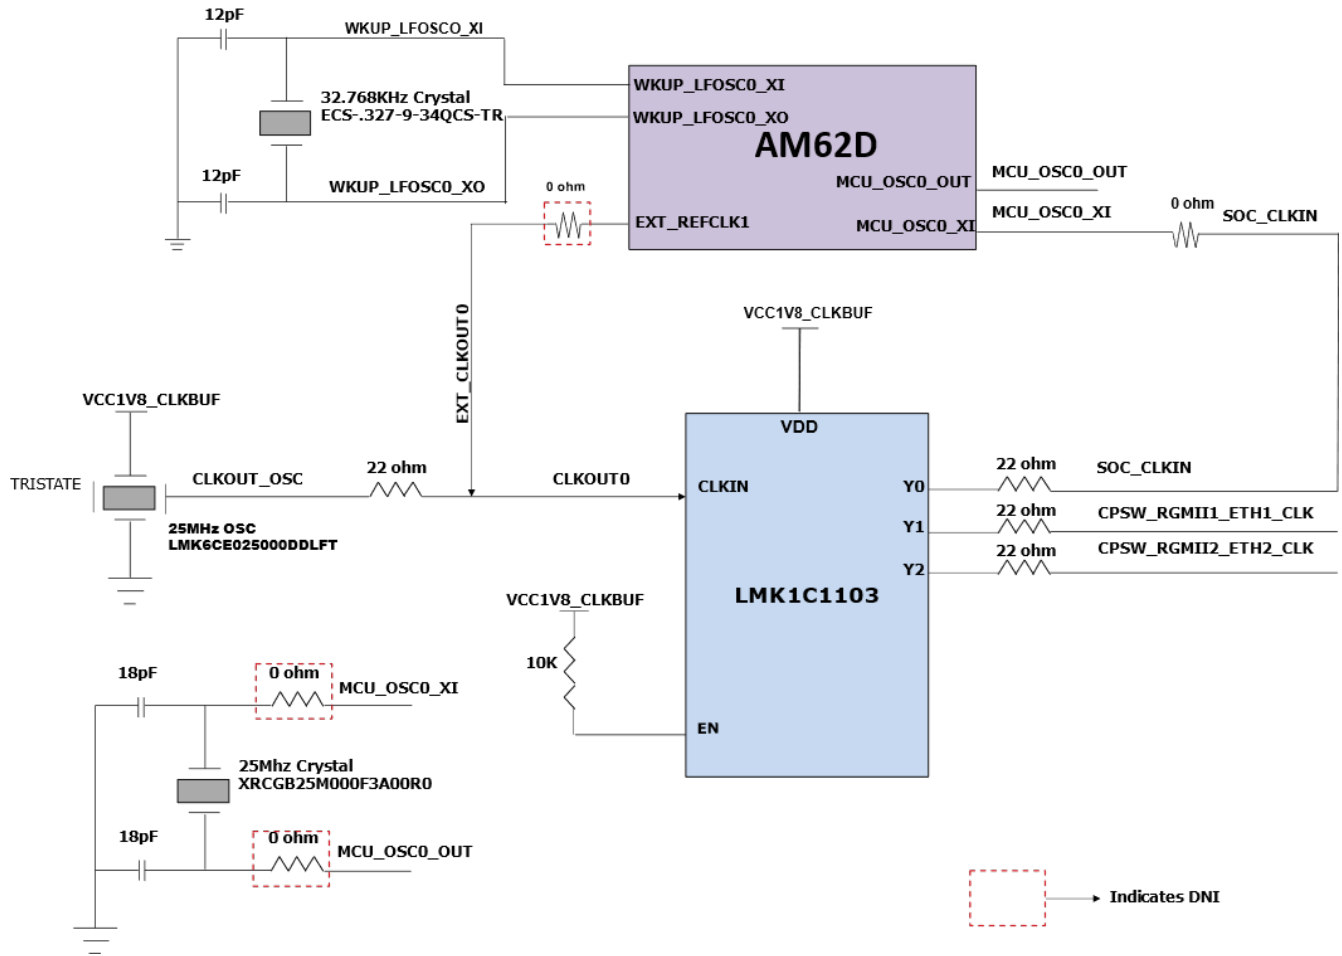 12pF
WKUP_LFOSCO_XI
32.768KHz Crystal
ECS-.327-9-34QCS-TR
12pF
WKUP_LFOSC0_XO
WKUP_LFOSC0_XI
WKUP_LFOSC0_XO
AM62D
MCU_OSC0_OUT
MCU_OSC0_XI
EXT_REFCLK1
0 ohm
MCU_OSC0_OUT
MCU_OSC0_XI
0 ohm
SOC_CLKIN
EXT_CLKOUT0
VCC1V8_CLKBUF
VCC1V8_CLKBUF
TRISTATE
CLKOUT_OSC
22 ohm
CLKOUT0
25MHz OSC
LMK6CE025000DDLFT
VDD
CLKIN
Y0
Y1
Y2
LMK1C1103
EN
22 ohm
SOC_CLKIN
22 ohm
CPSW_RGMII1_ETH1_CLK
22 ohm
CPSW_RGMII2_ETH2_CLK
VCC1V8_CLKBUF
10K
18pF
0 ohm
MCU_OSC0_XI
25Mhz Crystal
XRCGB25M000F3A00R0
18pF
0 ohm
MCU_OSC0_OUT
Indicates DNI